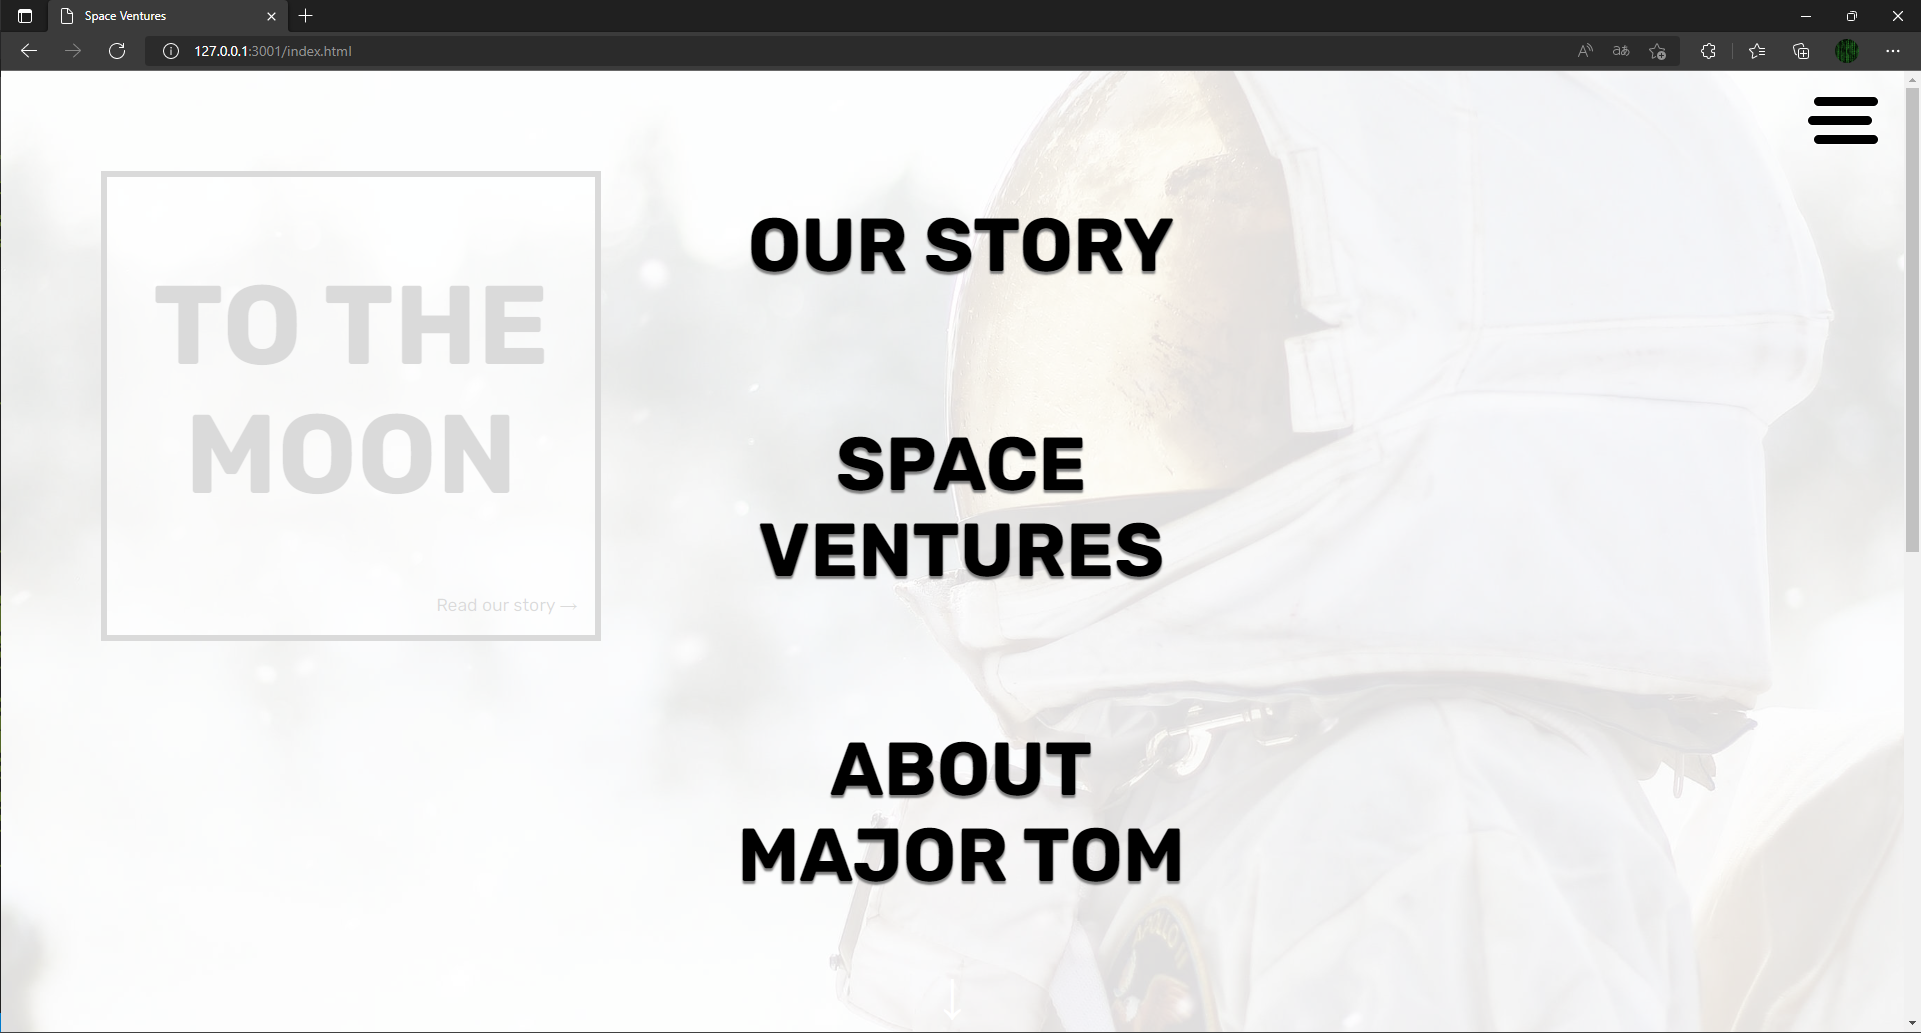 Space Ventures
127.0.0.1:3001/index.html
TO THE
MOON
Read our story →
OUR STORY
SPACE
VENTURES
ABOUT
MAJOR TOM